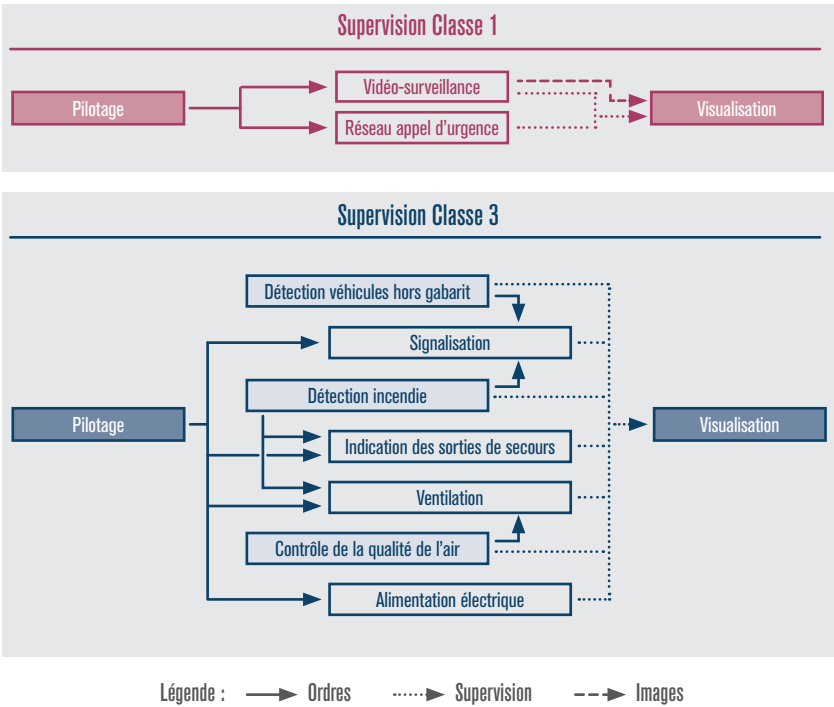 Supervision Classe 1
Pilotage
Vidéo-surveillance
Réseau appel d'urgence
Visualisation
Supervision Classe 3
Détection véhicules hors gabarit
Signalisation
Détection incendie
Pilotage
Visualisation
Indication des sorties de secours
Ventilation
Contrôle de la qualité de l'air
Alimentation électrique
Légende : Ordres Supervision Images